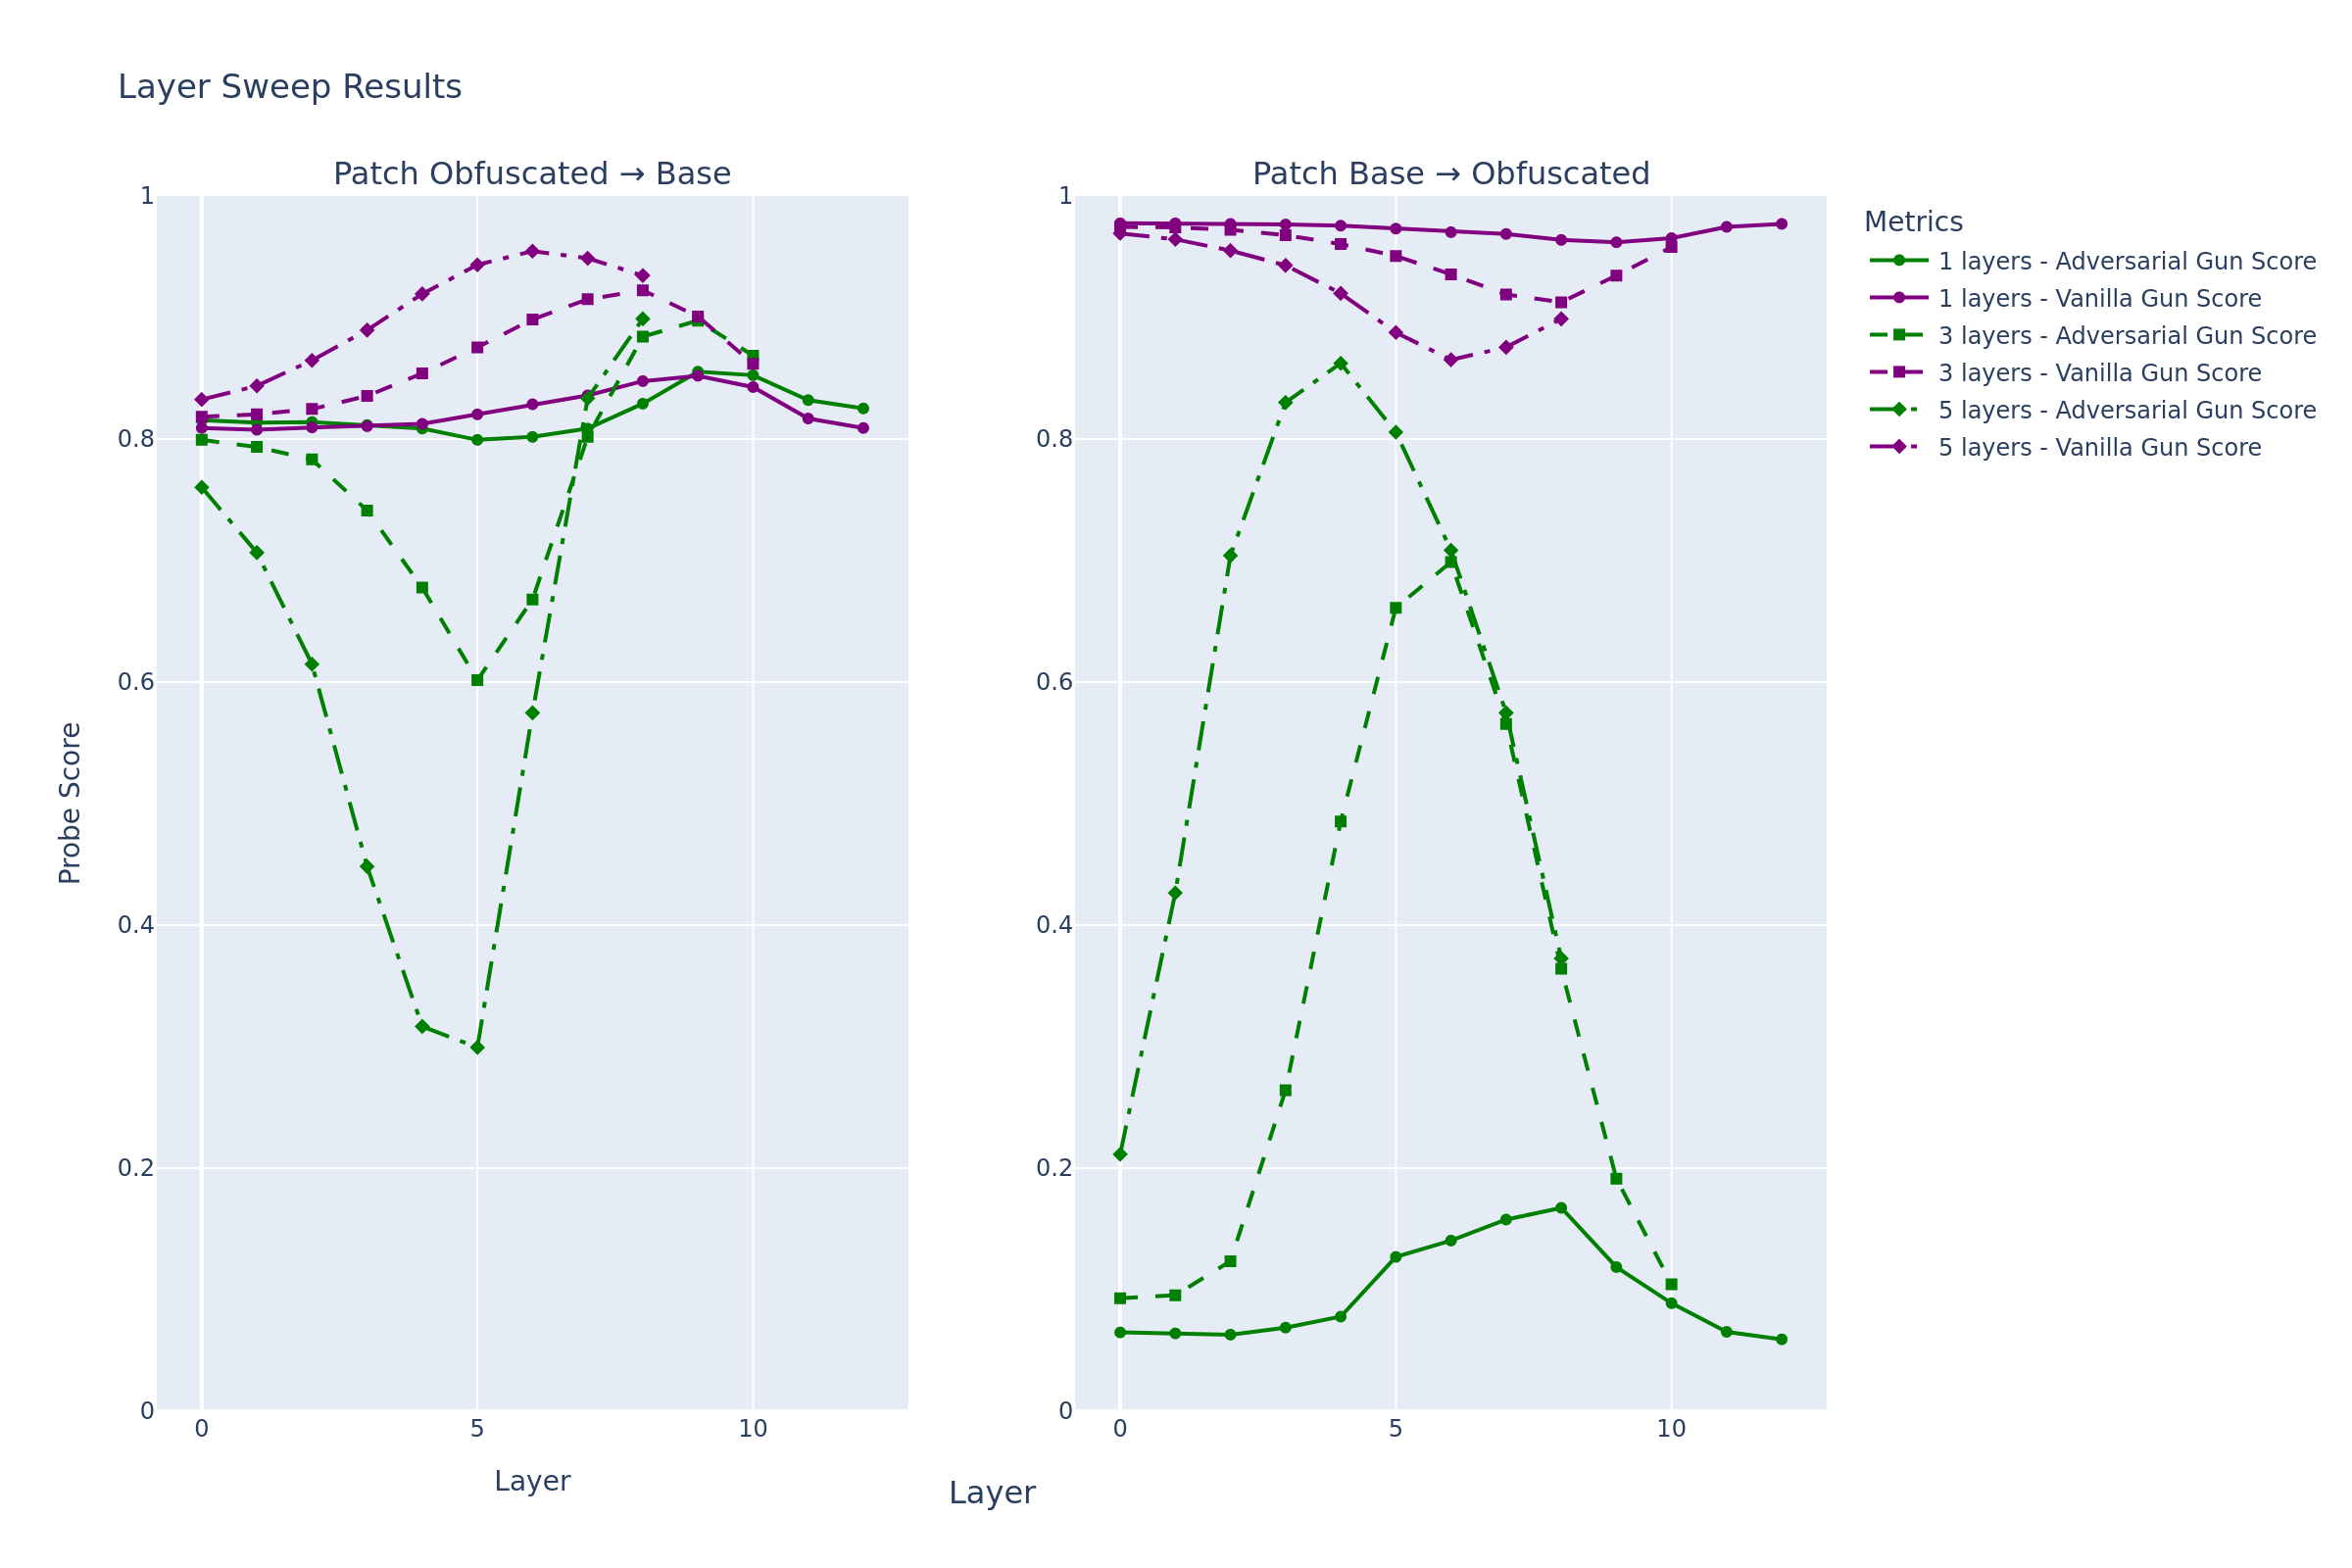 Layer Sweep Results
Patch Obfuscated → Base
Patch Base → Obfuscated
1
0.8
0.6
0.4
0.2
0
0
5
10
Probe Score
Layer
1
0.8
0.6
0.4
0.2
0
0
5
10
Layer
Metrics
1 layers - Adversarial Gun Score
1 layers - Vanilla Gun Score
3 layers - Adversarial Gun Score
3 layers - Vanilla Gun Score
5 layers - Adversarial Gun Score
5 layers - Vanilla Gun Score